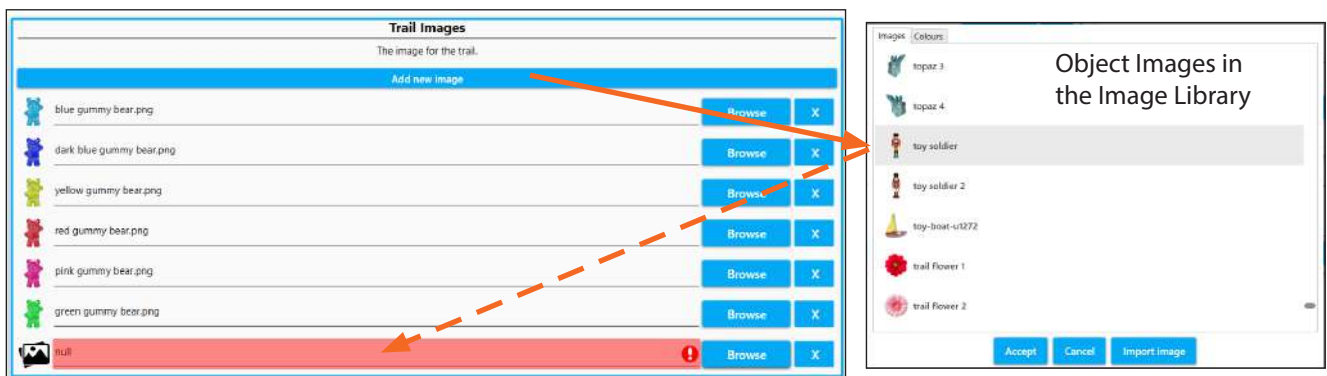 Trail Images
The image for the trail.
Add new image
blue gummy bear.png Browse X
dark blue gummy bear.png Browse X
yellow gummy bear.png Browse X
red gummy bear.png Browse X
pink gummy bear.png Browse X
green gummy bear.png Browse X
null Browse X
Images Colours
Object Images in
the Image Library
topaz 3
topaz 4
toy soldier
toy soldier 2
toy-boat-u1272
trail flower 1
trail flower 2
Accept Cancel Import image